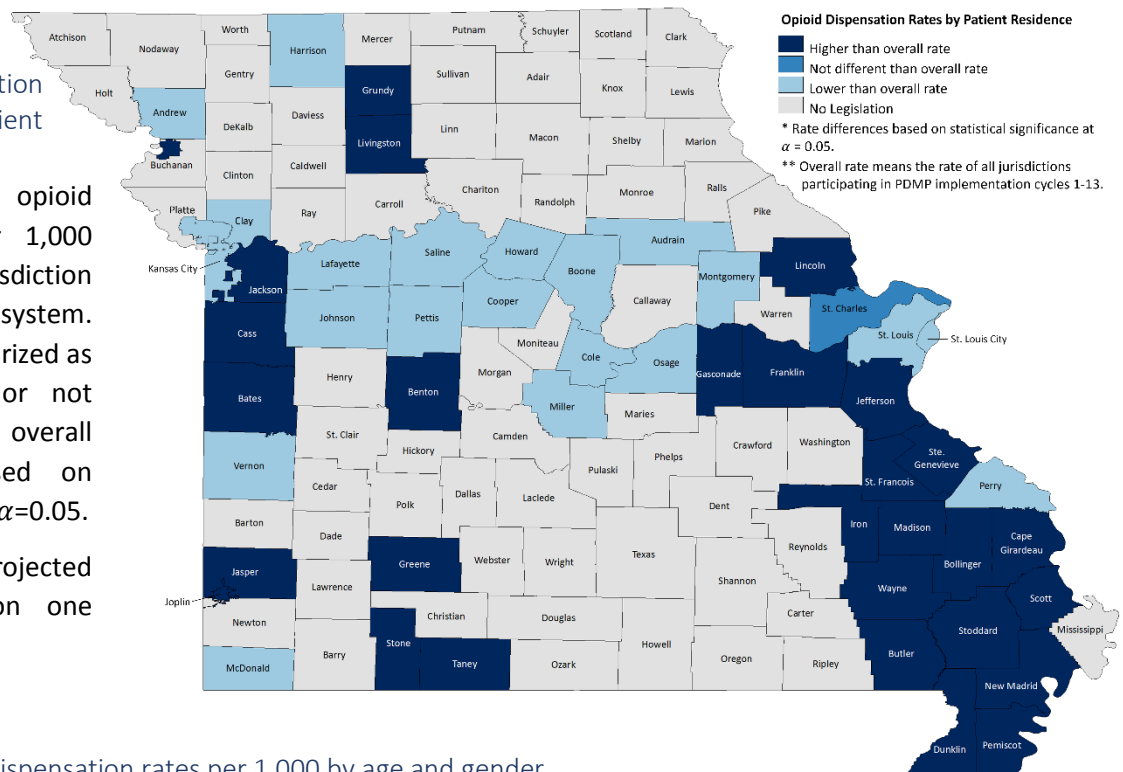 Opioid Dispensation Rates by Patient Residence
Higher than overall rate
Not different than overall rate
Lower than overall rate
No Legislation
* Rate differences based on statistical significance at
α = 0.05.
** Overall rate means the rate of all jurisdictions
participating in PDMP implementation cycles 1-13.
tion
ient
opioid
1,000
sdiction
system.
rized as
or not
overall
sed on
α=0.05.
rojected
on one
Atchison
Nodaway
Worth
Harrison
Mercer
Putnam
Schuyler
Scotland
Clark
Holt
Gentry
Grundy
Sullivan
Adair
Knox
Lewis
Andrew
DeKalb
Daviess
Livingston
Linn
Macon
Shelby
Marion
Buchanan
Clinton
Caldwell
Chariton
Randolph
Monroe
Ralls
Pike
Platte
Clay
Ray
Carroll
Saline
Howard
Boone
Audrain
Kansas City
Jackson
Lafayette
Cooper
Callaway
Montgomery
Lincoln
Warren
St. Charles
St. Louis
St. Louis City
Cass
Johnson
Pettis
Moniteau
Cole
Osage
Gasconade
Franklin
Jefferson
Bates
Henry
Benton
Morgan
Miller
Maries
Vernon
St. Clair
Hickory
Camden
Pulaski
Phelps
Crawford
Washington
Ste.
Genevieve
St. Francois
Perry
Cedar
Polk
Dallas
Laclede
Dent
Iron
Madison
Cape
Girardeau
Barton
Dade
Reynolds
Bollinger
Jasper
Greene
Webster
Wright
Texas
Shannon
Wayne
Scott
Joplin
Lawrence
Christian
Douglas
Carter
Stoddard
Mississippi
Newton
Barry
Stone
Taney
Ozark
Howell
Oregon
Ripley
Butler
McDonald
New Madrid
Dunklin
Pemiscot
dispensation rates per 1,000 by age and gender